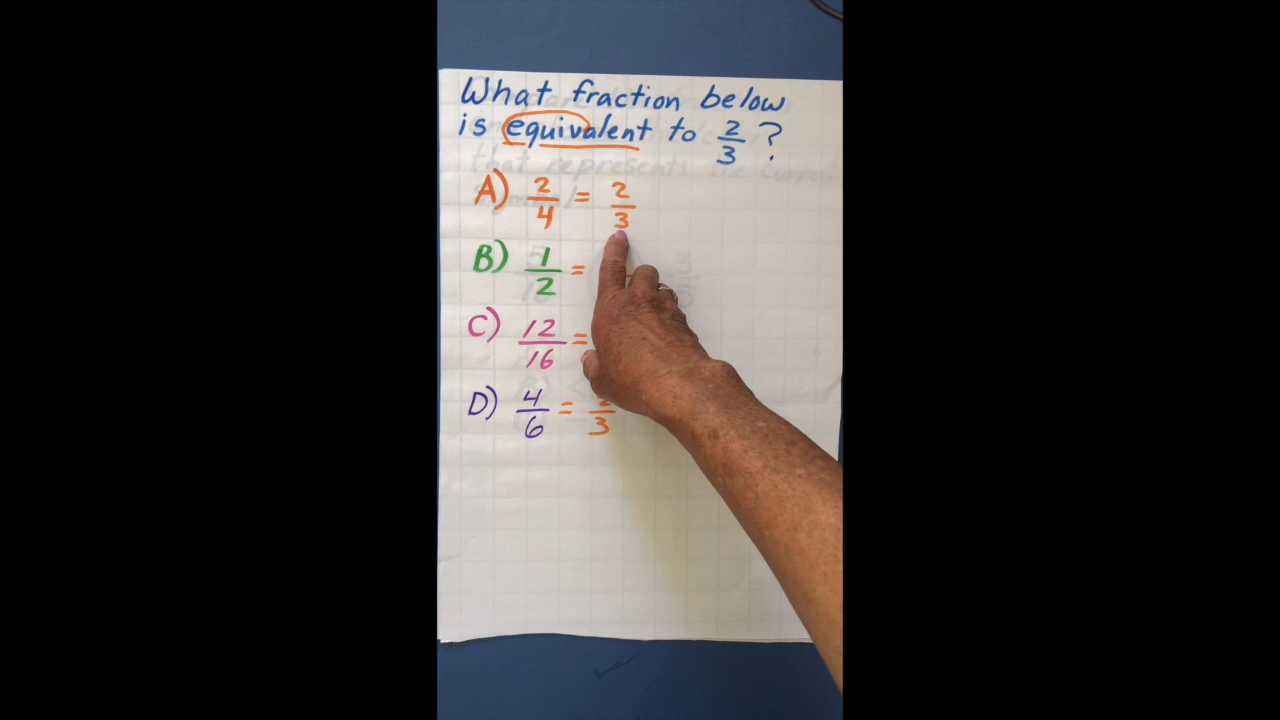 What fraction below
is equivalent to 2/3 ?
A) 2/4 = 2/3
B) 1/2 =
C) 12/16 =
D) 4/6 = 2/3